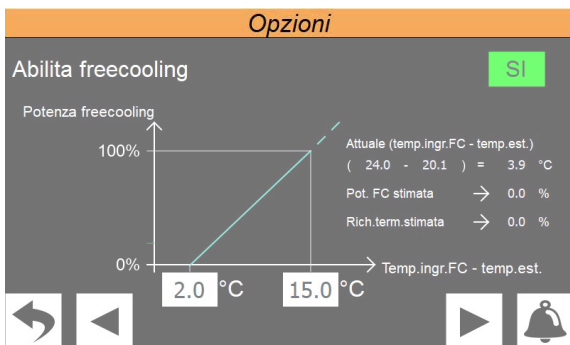 Opzioni
Abilita freecooling SI
Potenza freecooling
100%
Attuale (temp.ingr.FC - temp.est.)
( 24.0 - 20.1 ) = 3.9 °C
Pot. FC stimata → 0.0 %
Rich.term.stimata → 0.0 %
0%
Temp.ingr.FC - temp.est.
2.0 °C 15.0 °C